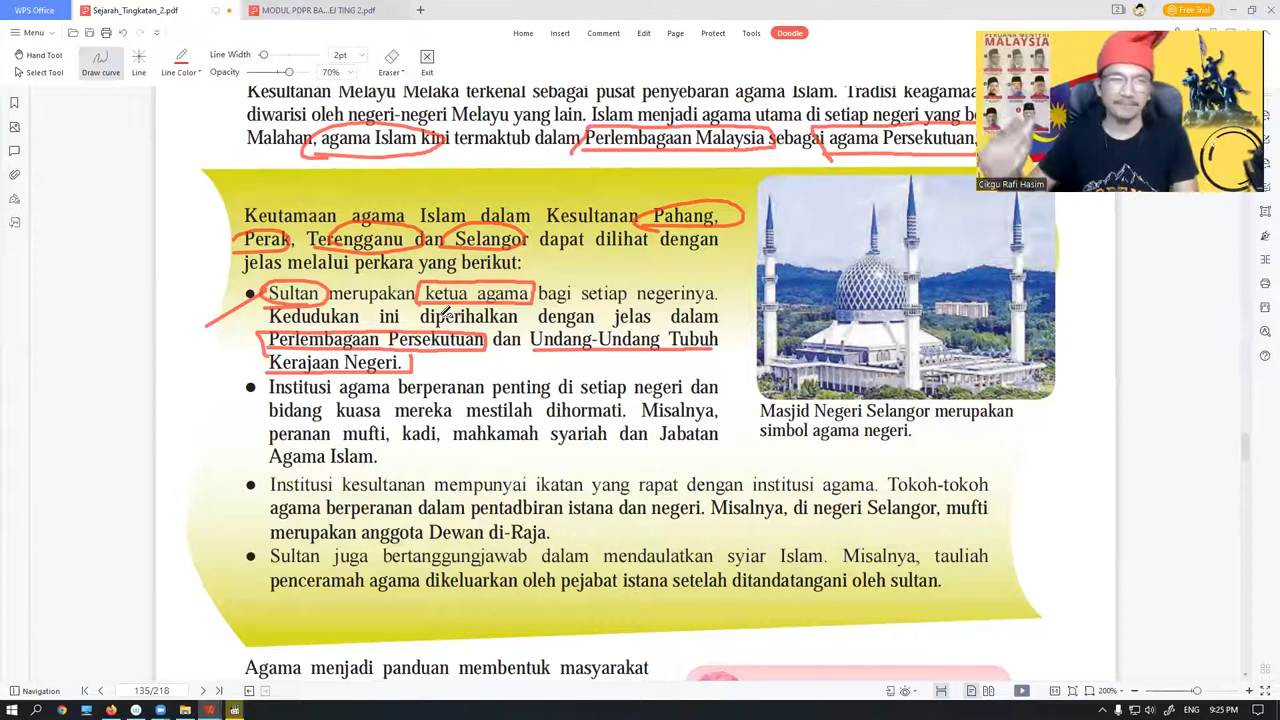 WPS Office
Sejarah_Tingkatan_2.pdf
MODUL PDPR BA...EJ TING 2.pdf
Free Trial
Menu
Home
Insert
Comment
Edit
Page
Protect
Tools
Doodle
Hand Tool
Select Tool
Draw curve
Line
Line Color
Line Width
2pt
Opacity
70%
Eraser
Exit
PERDANA MENTERI
MALAYSIA
Cikgu Rafi Hasim
Kesultanan Melayu Melaka terkenal sebagai pusat penyebaran agama Islam. Tradisi keagama
diwarisi oleh negeri-negeri Melayu yang lain. Islam menjadi agama utama di setiap negeri yang be
Malahan, agama Islam kini termaktub dalam Perlembagaan Malaysia sebagai agama Persekutuan.
Keutamaan agama Islam dalam Kesultanan Pahang,
Perak, Terengganu dan Selangor dapat dilihat dengan
jelas melalui perkara yang berikut:
● Sultan merupakan ketua agama bagi setiap negerinya.
Kedudukan ini diperihalkan dengan jelas dalam
Perlembagaan Persekutuan dan Undang-Undang Tubuh
Kerajaan Negeri.
● Institusi agama berperanan penting di setiap negeri dan
bidang kuasa mereka mestilah dihormati. Misalnya,
peranan mufti, kadi, mahkamah syariah dan Jabatan
Agama Islam.
Masjid Negeri Selangor merupakan
simbol agama negeri.
● Institusi kesultanan mempunyai ikatan yang rapat dengan institusi agama. Tokoh-tokoh
agama berperanan dalam pentadbiran istana dan negeri. Misalnya, di negeri Selangor, mufti
merupakan anggota Dewan di-Raja.
● Sultan juga bertanggungjawab dalam mendaulatkan syiar Islam. Misalnya, tauliah
penceramah agama dikeluarkan oleh pejabat istana setelah ditandatangani oleh sultan.
Agama menjadi panduan membentuk masyarakat
Navigation
135/218
200%
ENG
9:25 PM